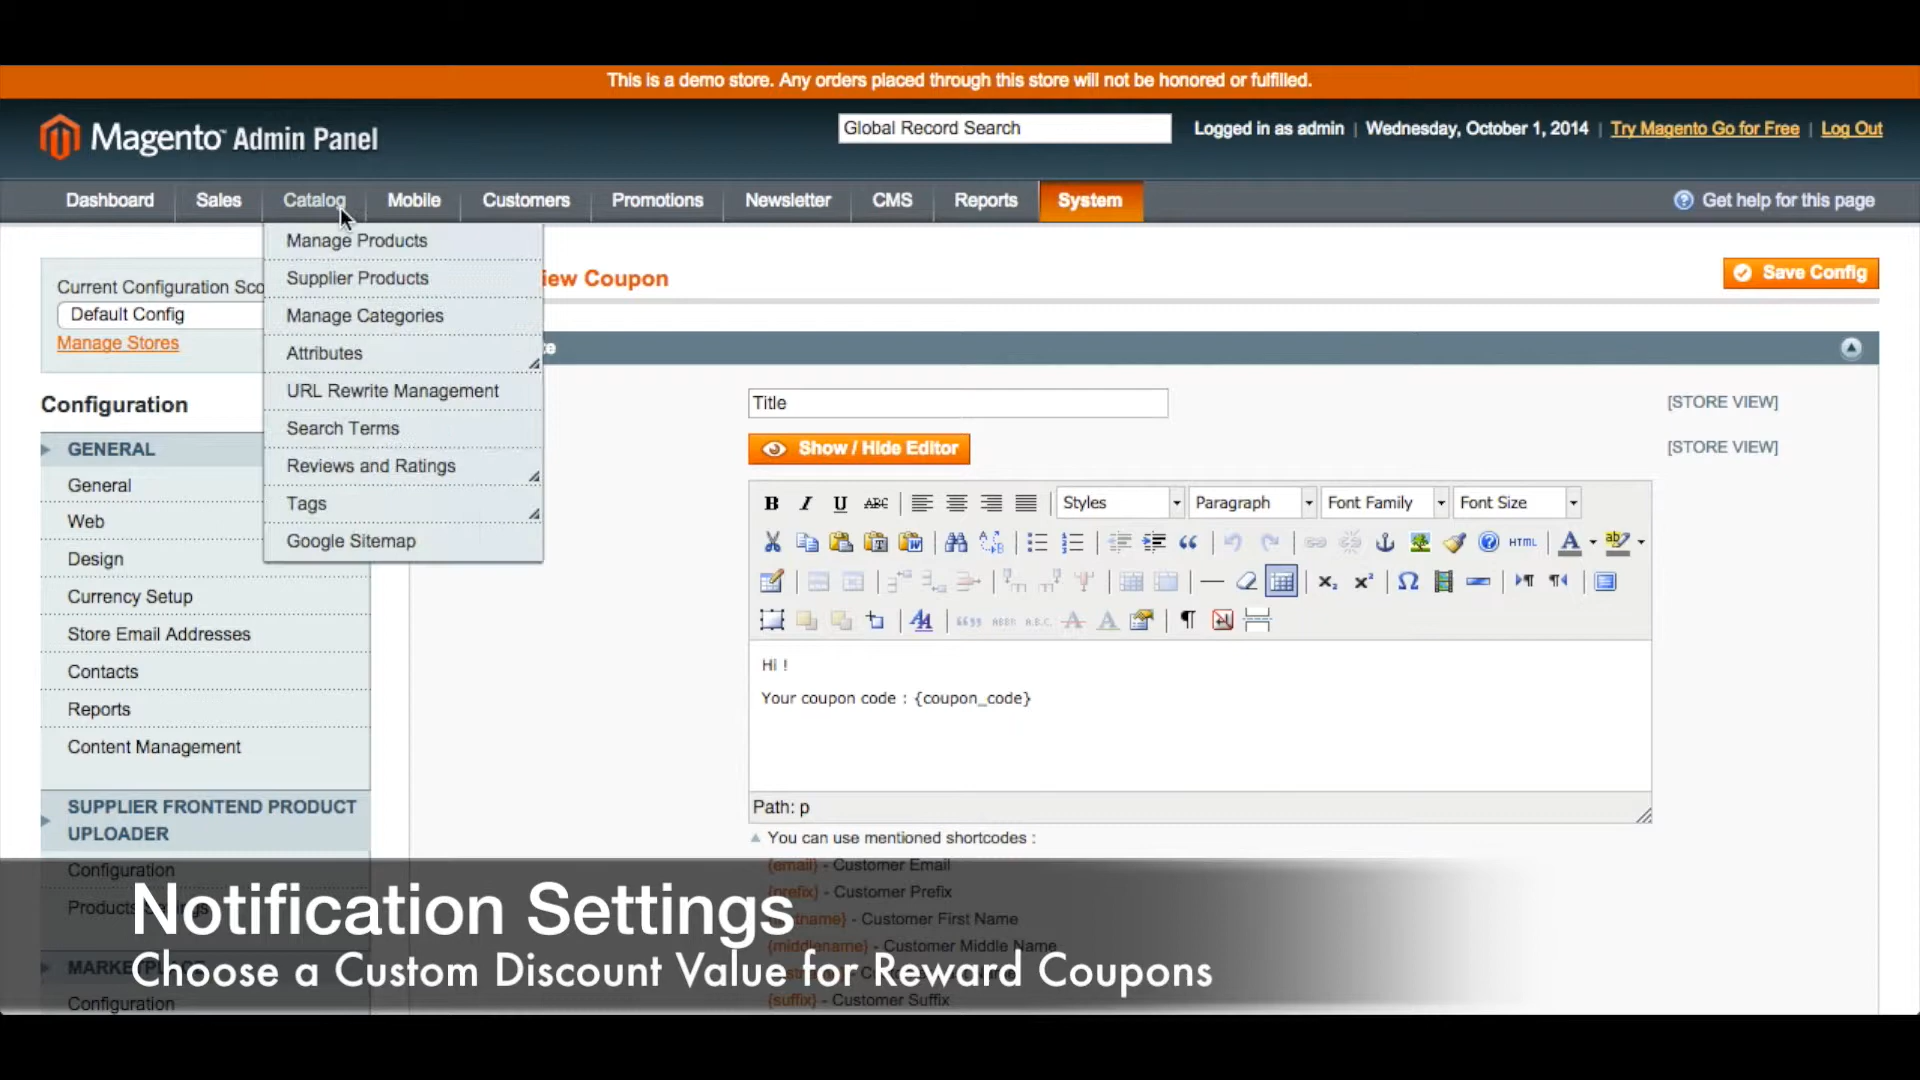 This is a demo store. Any orders placed through this store will not be honored or fulfilled.
Magento Admin Panel
Global Record Search
Logged in as admin | Wednesday, October 1, 2014 | Try Magento Go for Free | Log Out
Dashboard Sales Catalog Mobile Customers Promotions Newsletter CMS Reports System
Get help for this page
Manage Products
Supplier Products
Manage Categories
Attributes
URL Rewrite Management
Search Terms
Reviews and Ratings
Tags
Google Sitemap
Current Configuration Sco
Default Config
Manage Stores
Configuration
GENERAL
General
Web
Design
Currency Setup
Store Email Addresses
Contacts
Reports
Content Management
SUPPLIER FRONTEND PRODUCT
UPLOADER
Configuration
Products
Configuration
iew Coupon
Save Config
Title
[STORE VIEW]
Show / Hide Editor
[STORE VIEW]
B I U ABC Styles Paragraph Font Family Font Size
HTML
Hi !
Your coupon code : {coupon_code}
Path: p
You can use mentioned shortcodes :
{email} - Customer Email
{prefix} - Customer Prefix
- Customer First Name
{middlename} - Customer Middle Name
{suffix} - Customer Suffix
Notification Settings
Choose a Custom Discount Value for Reward Coupons